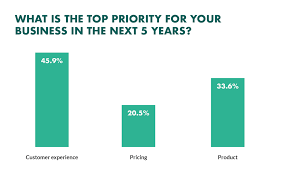 WHAT IS THE TOP PRIORITY FOR YOUR
BUSINESS IN THE NEXT 5 YEARS?
45.9%
20.5%
33.6%
Customer experience
Pricing
Product